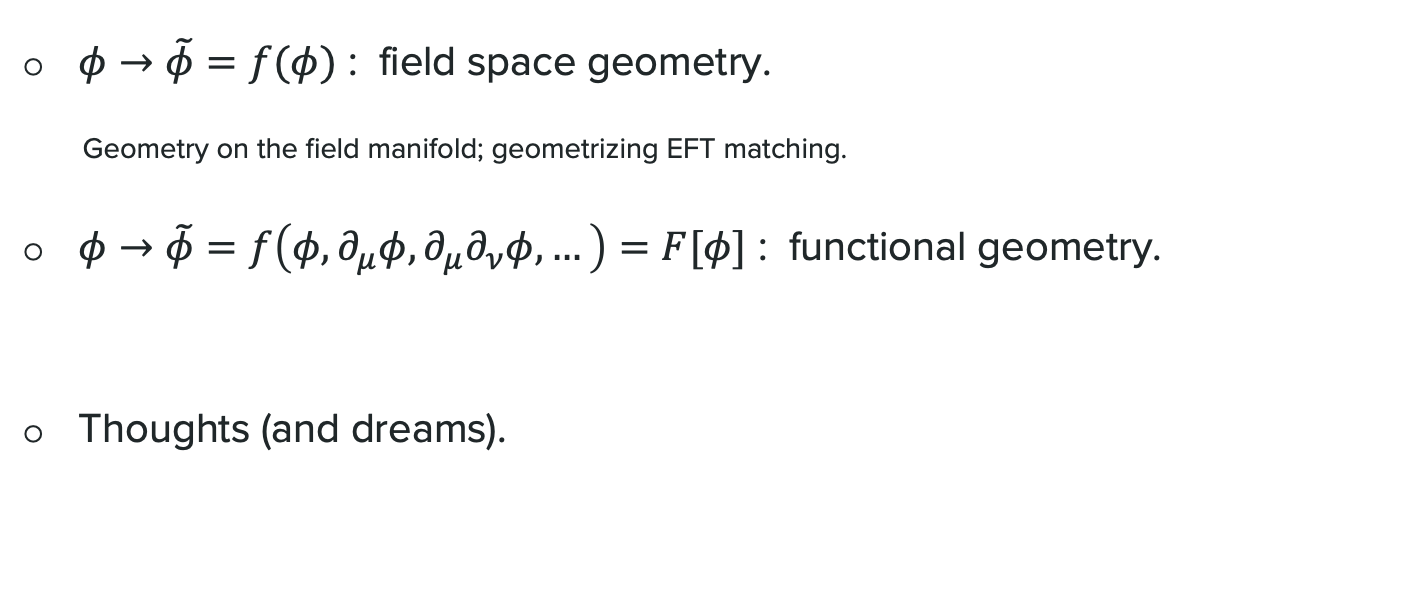 ○ ϕ → ϕ̃ = f(ϕ) : field space geometry.
Geometry on the field manifold; geometrizing EFT matching.
○ ϕ → ϕ̃ = f(ϕ, ∂_μϕ, ∂_μ∂_νϕ, …) = F[ϕ] : functional geometry.
○ Thoughts (and dreams).